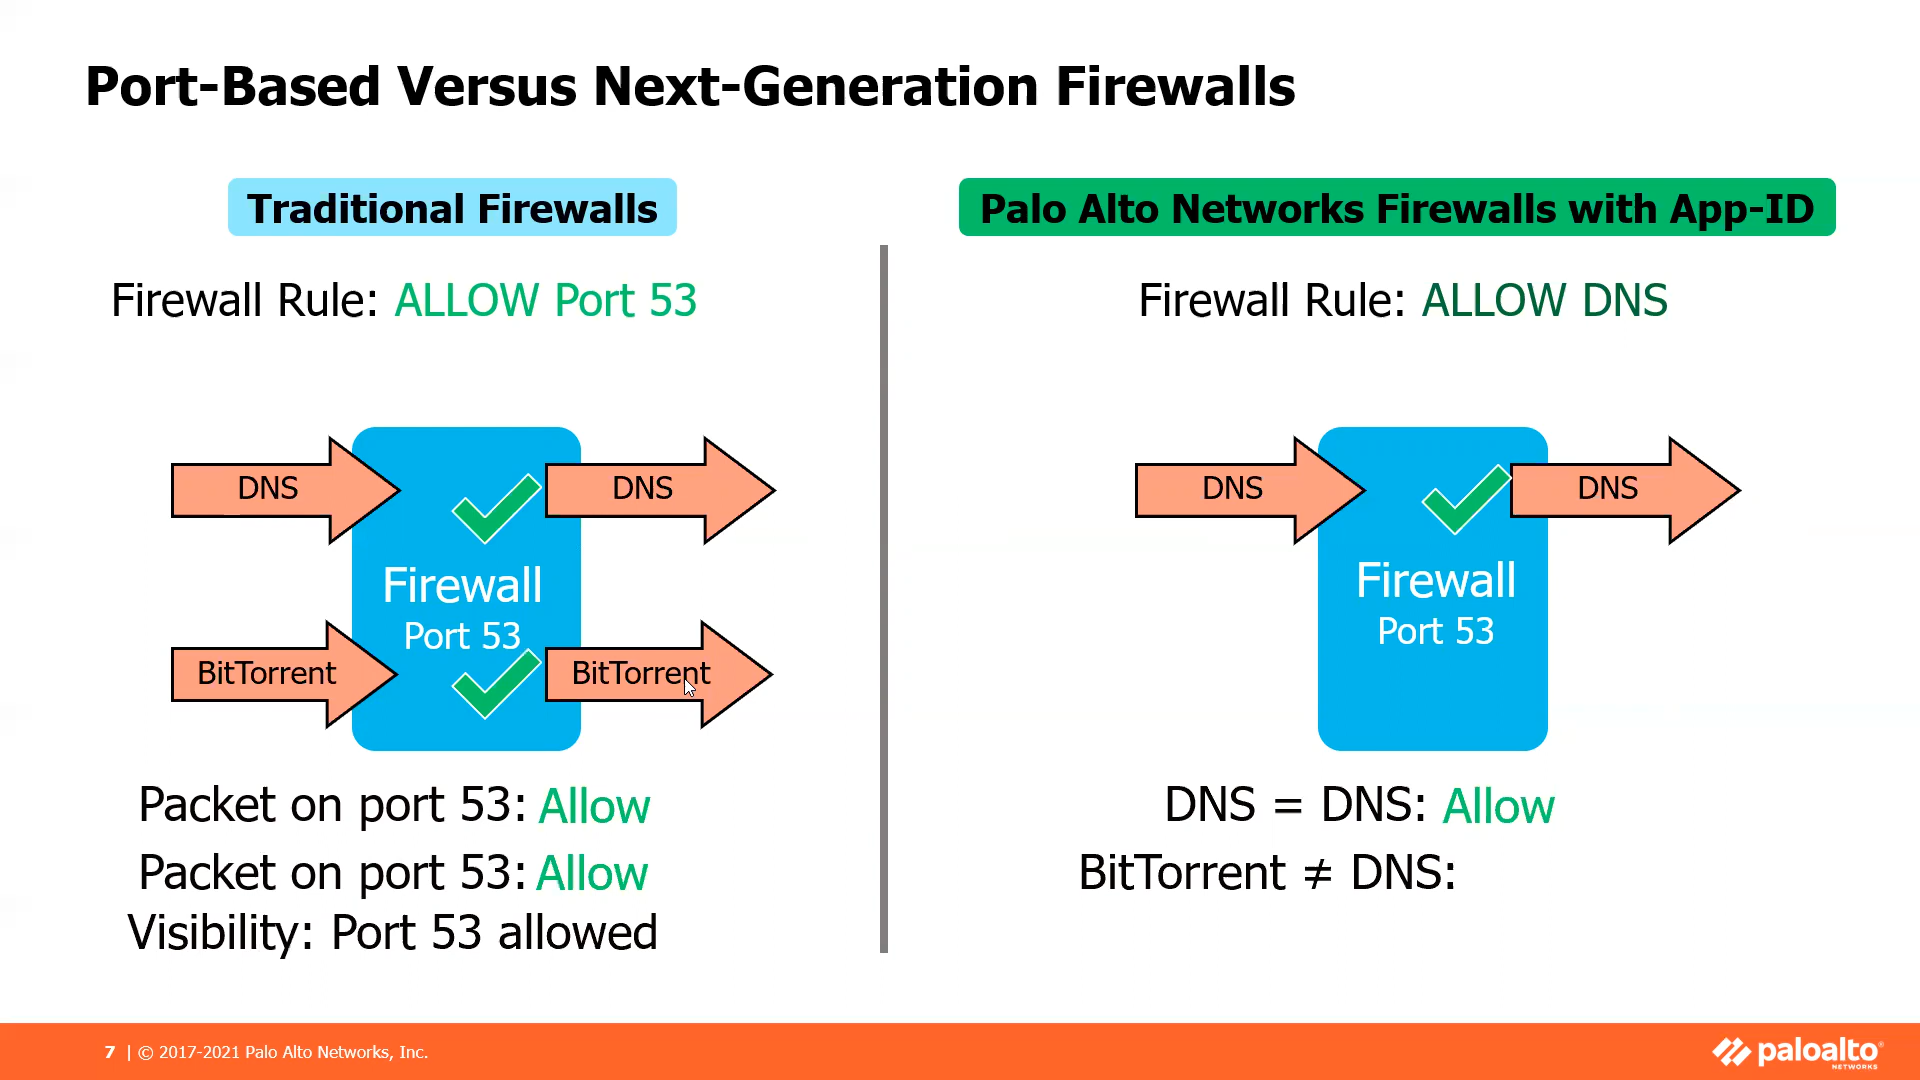 Port-Based Versus Next-Generation Firewalls
Traditional Firewalls
Firewall Rule: ALLOW Port 53
DNS
DNS
Firewall
Port 53
BitTorrent
BitTorrent
Packet on port 53: Allow
Packet on port 53: Allow
Visibility: Port 53 allowed
Palo Alto Networks Firewalls with App-ID
Firewall Rule: ALLOW DNS
DNS
DNS
Firewall
Port 53
DNS = DNS: Allow
BitTorrent ≠ DNS:
7 | © 2017-2021 Palo Alto Networks, Inc.
paloalto®
NETWORKS